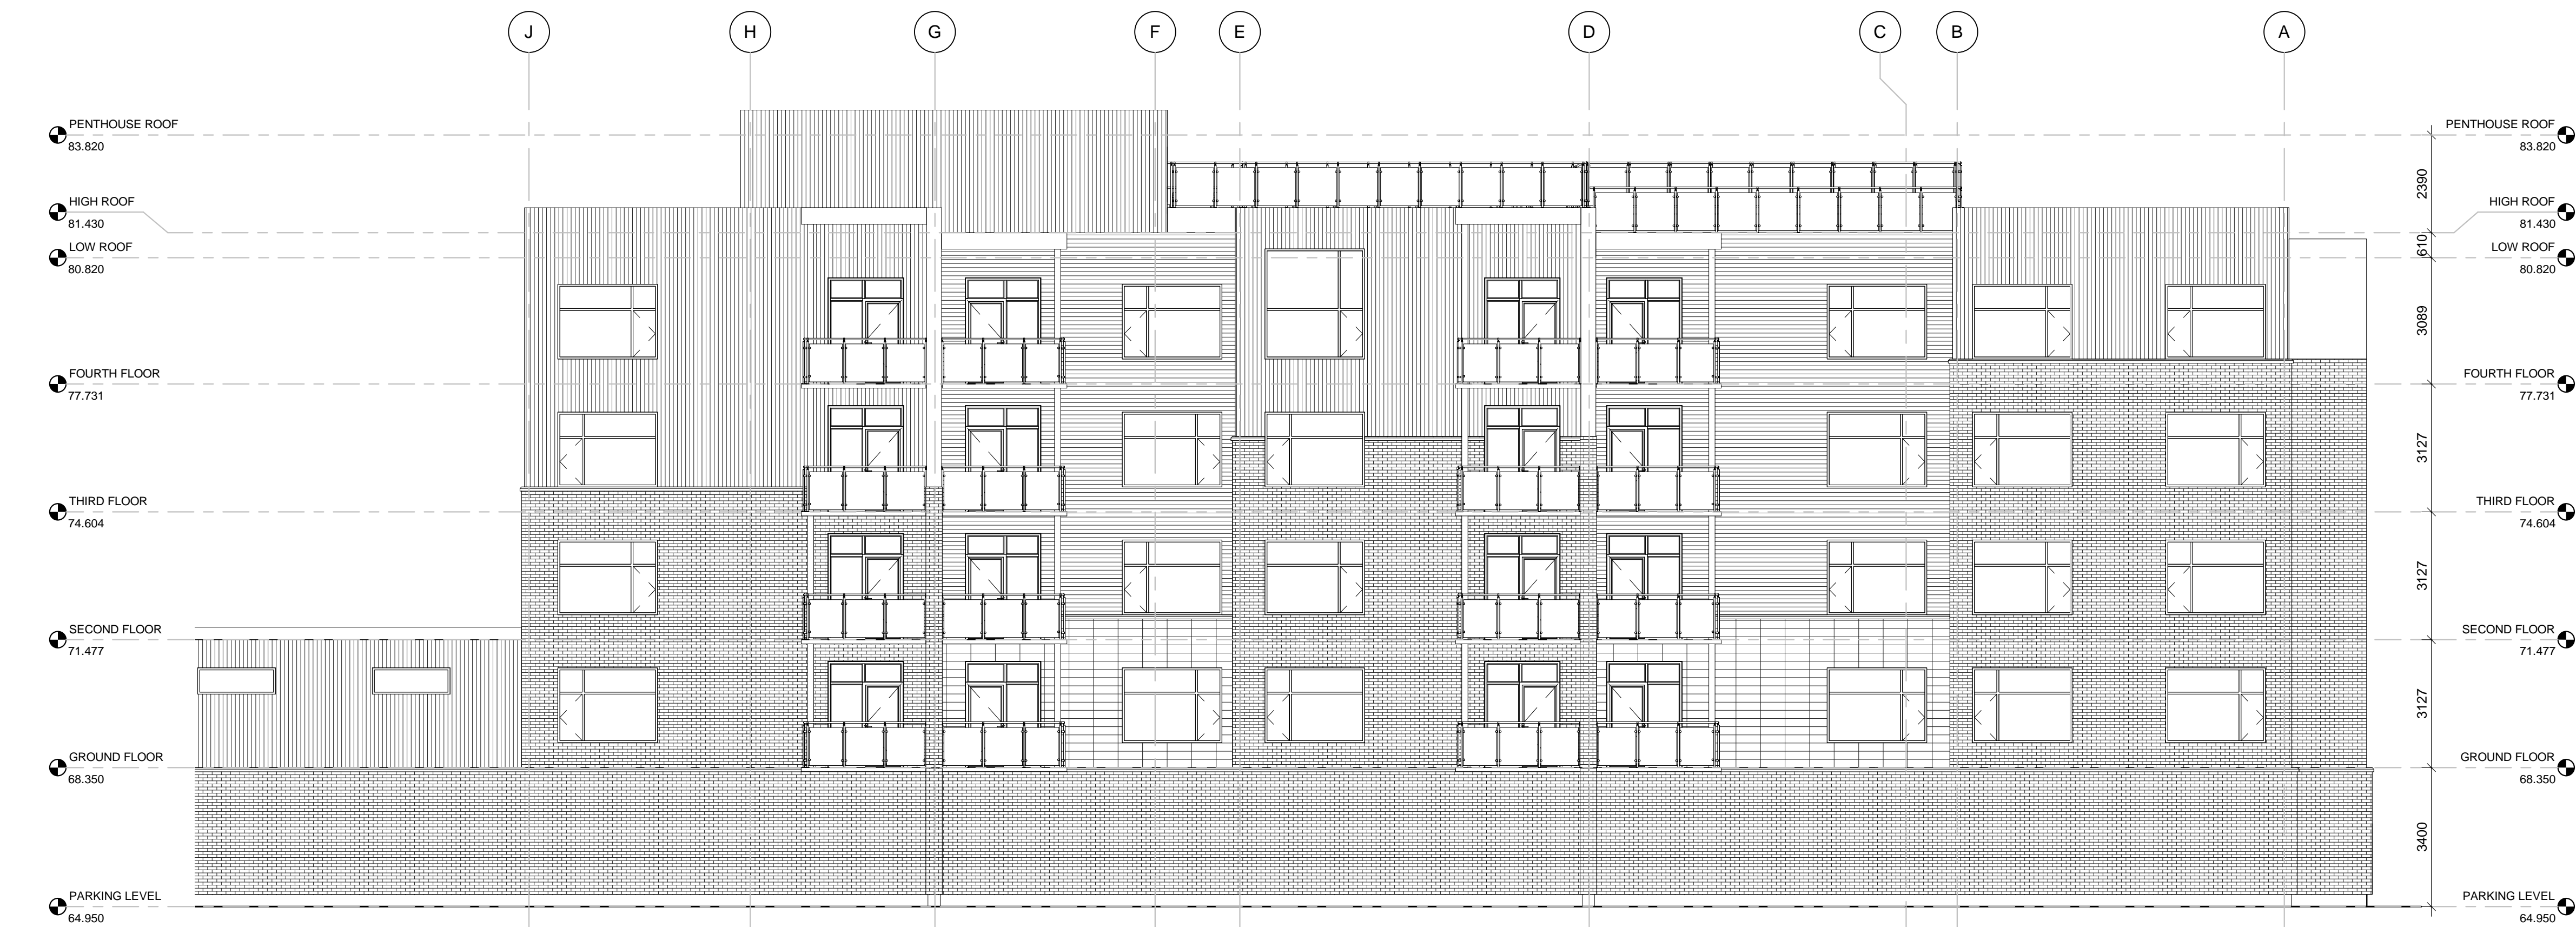 J H G F E D C B A
PENTHOUSE ROOF
83.820
HIGH ROOF
81.430
LOW ROOF
80.820
FOURTH FLOOR
77.731
THIRD FLOOR
74.604
SECOND FLOOR
71.477
GROUND FLOOR
68.350
PARKING LEVEL
64.950
2390
610
3089
3127
3127
3127
3400
PENTHOUSE ROOF
83.820
HIGH ROOF
81.430
LOW ROOF
80.820
FOURTH FLOOR
77.731
THIRD FLOOR
74.604
SECOND FLOOR
71.477
GROUND FLOOR
68.350
PARKING LEVEL
64.950